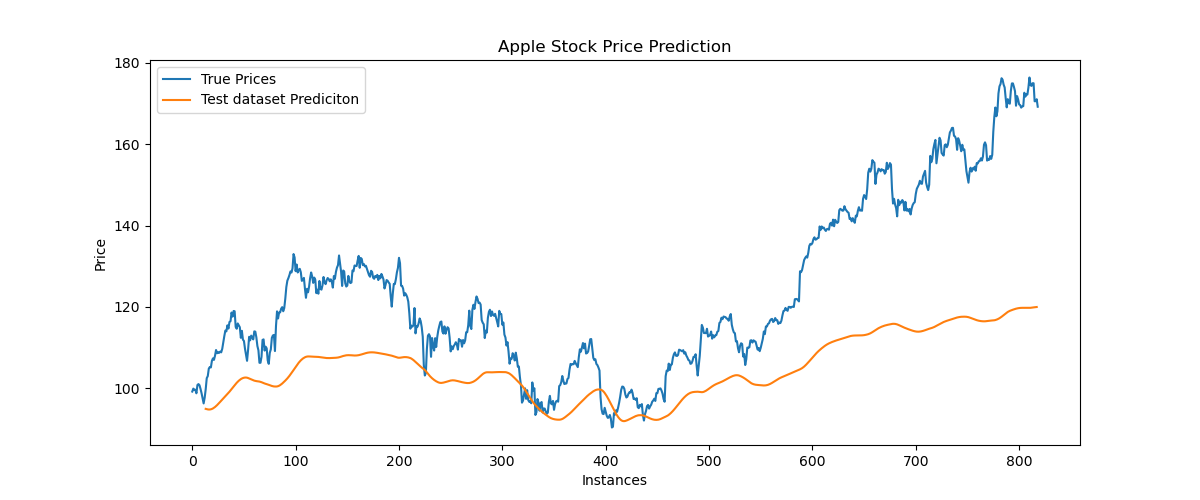 Apple Stock Price Prediction
True Prices
Test dataset Prediciton
Price
180
160
140
120
100
0 100 200 300 400 500 600 700 800
Instances